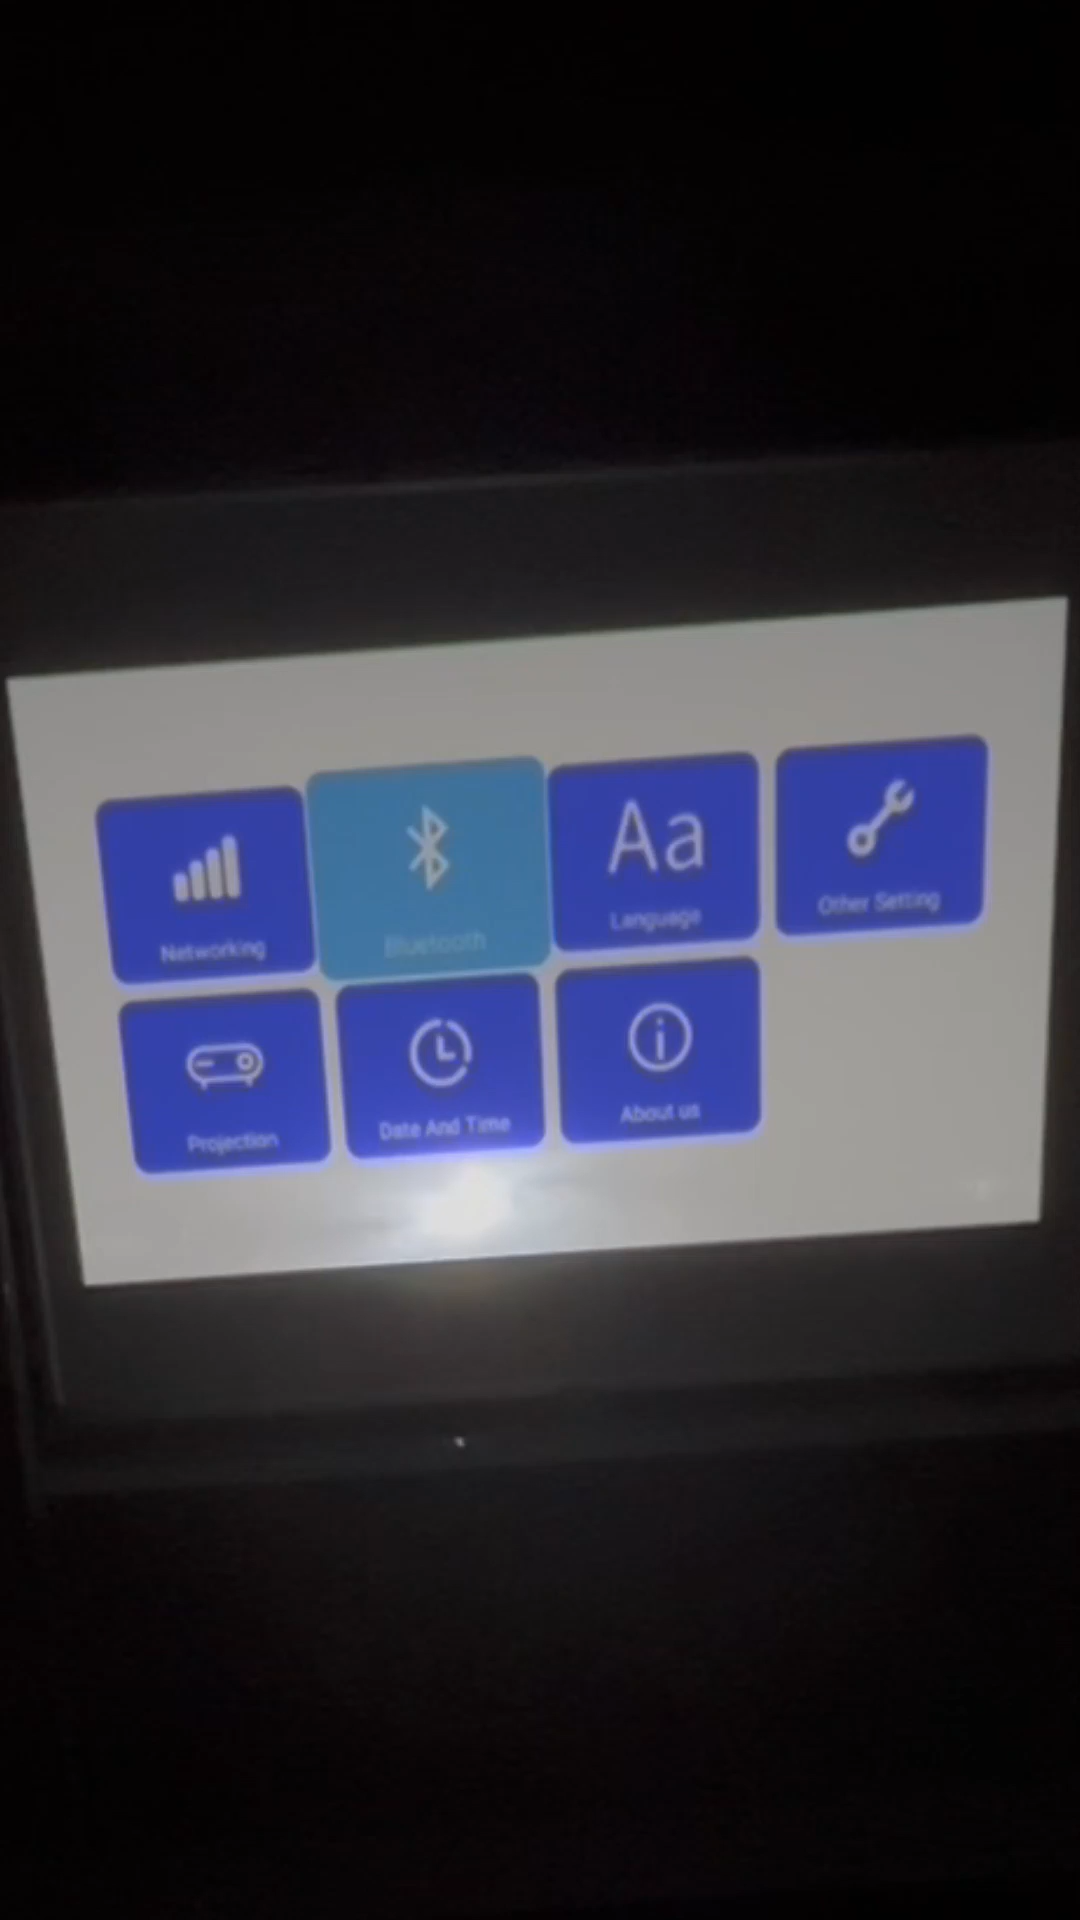 Networking
Bluetooth
Aa
Language
Other Setting
Projection
Date And Time
About us